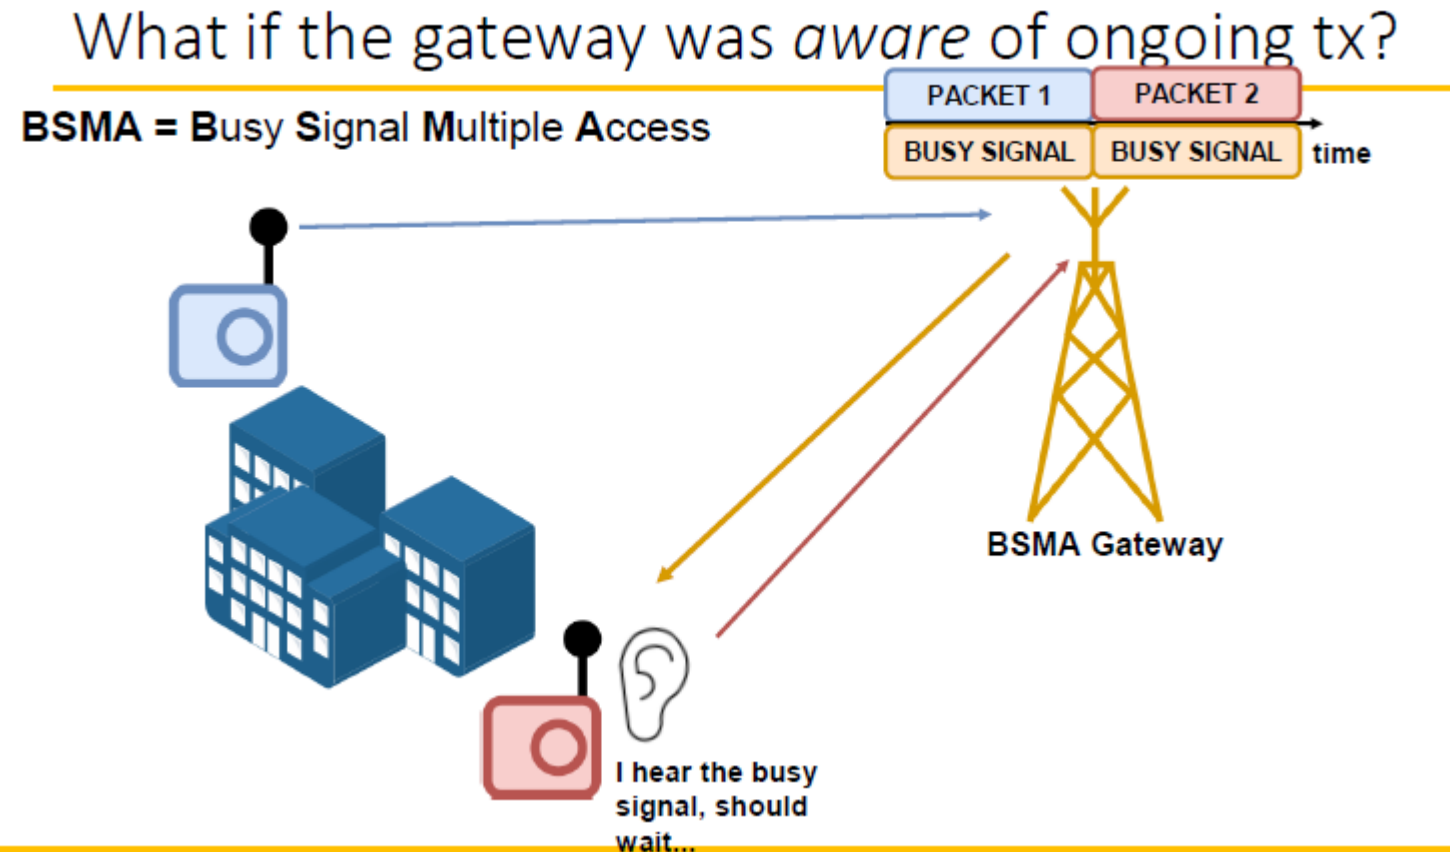 What if the gateway was aware of ongoing tx?
BSMA = Busy Signal Multiple Access
PACKET 1
PACKET 2
BUSY SIGNAL
BUSY SIGNAL
time
BSMA Gateway
I hear the busy
signal, should
wait...